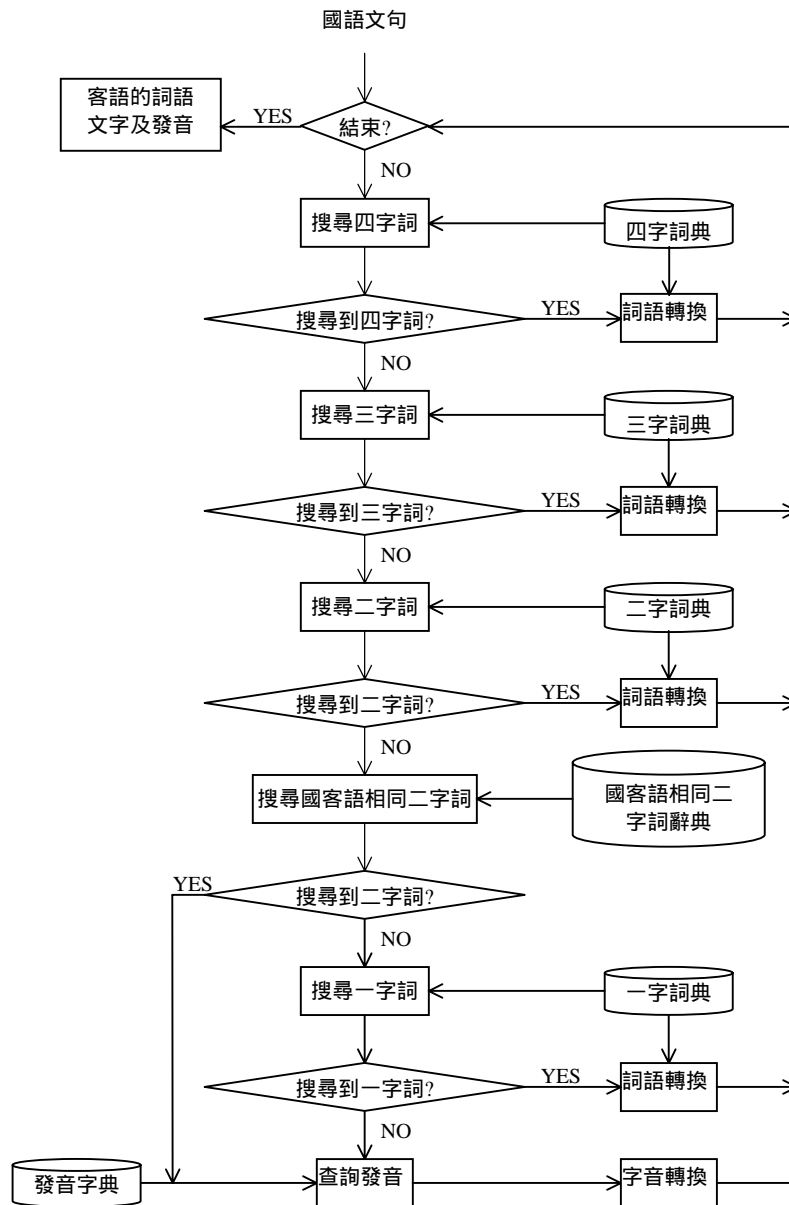 國語文句
客語的詞語
文字及發音
YES
結束?
NO
搜尋四字詞
四字詞典
搜尋到四字詞?
YES
詞語轉換
NO
搜尋三字詞
三字詞典
搜尋到三字詞?
YES
詞語轉換
NO
搜尋二字詞
二字詞典
搜尋到二字詞?
YES
詞語轉換
NO
搜尋國客語相同二字詞
國客語相同二
字詞辭典
YES
搜尋到二字詞?
NO
搜尋一字詞
一字詞典
搜尋到一字詞?
YES
詞語轉換
NO
發音字典
查詢發音
字音轉換